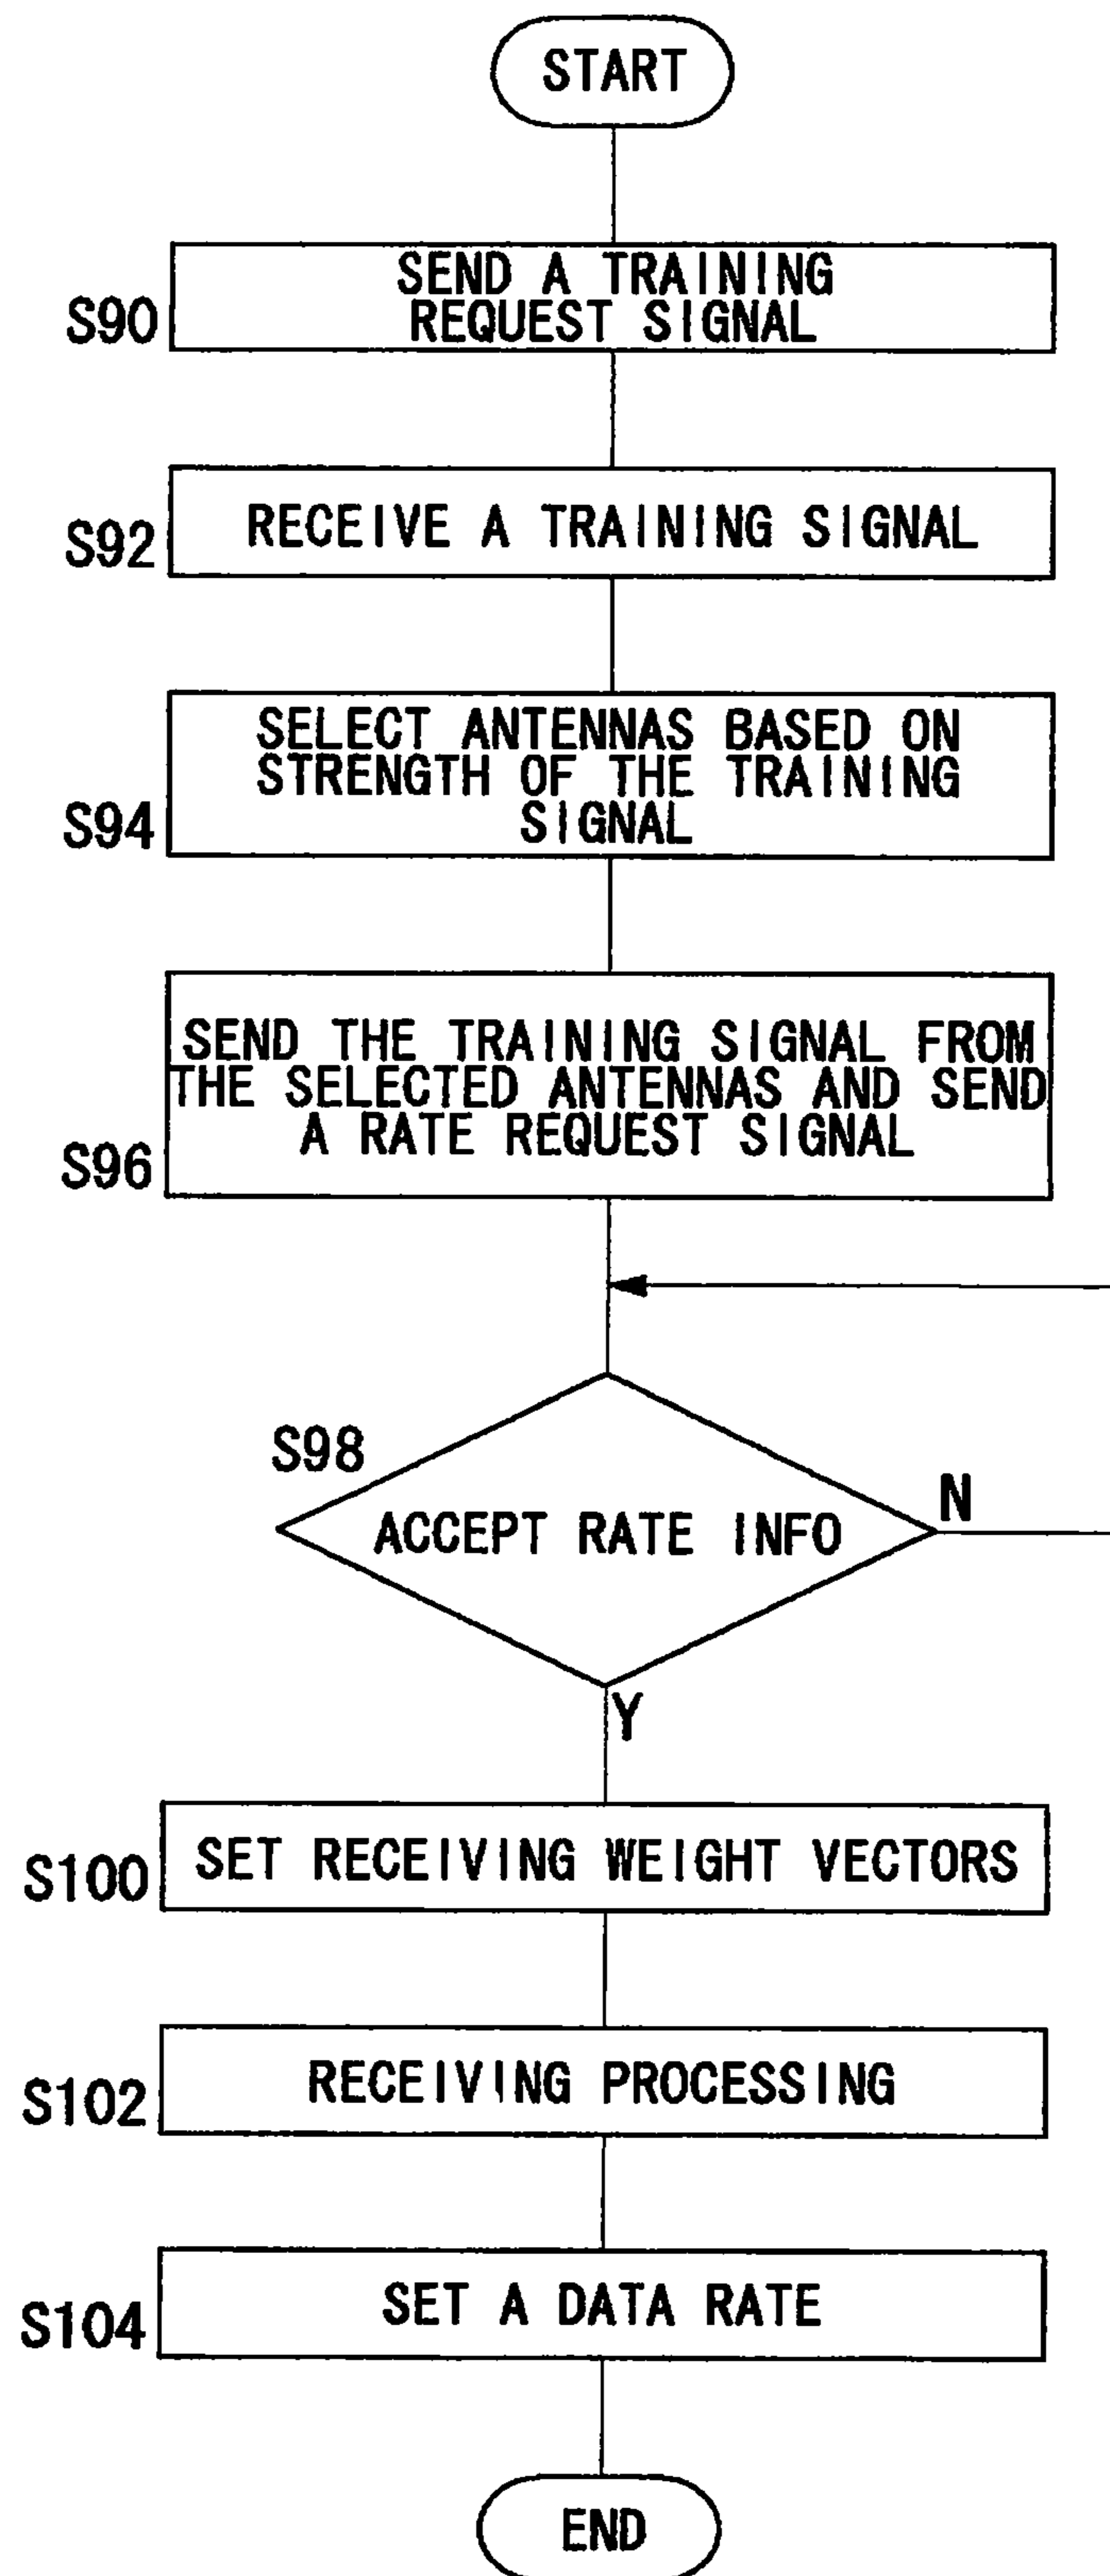 START
S90
SEND A TRAINING
REQUEST SIGNAL
S92
RECEIVE A TRAINING SIGNAL
S94
SELECT ANTENNAS BASED ON
STRENGTH OF THE TRAINING
SIGNAL
S96
SEND THE TRAINING SIGNAL FROM
THE SELECTED ANTENNAS AND SEND
A RATE REQUEST SIGNAL
S98
ACCEPT RATE INFO
N
Y
S100
SET RECEIVING WEIGHT VECTORS
S102
RECEIVING PROCESSING
S104
SET A DATA RATE
END